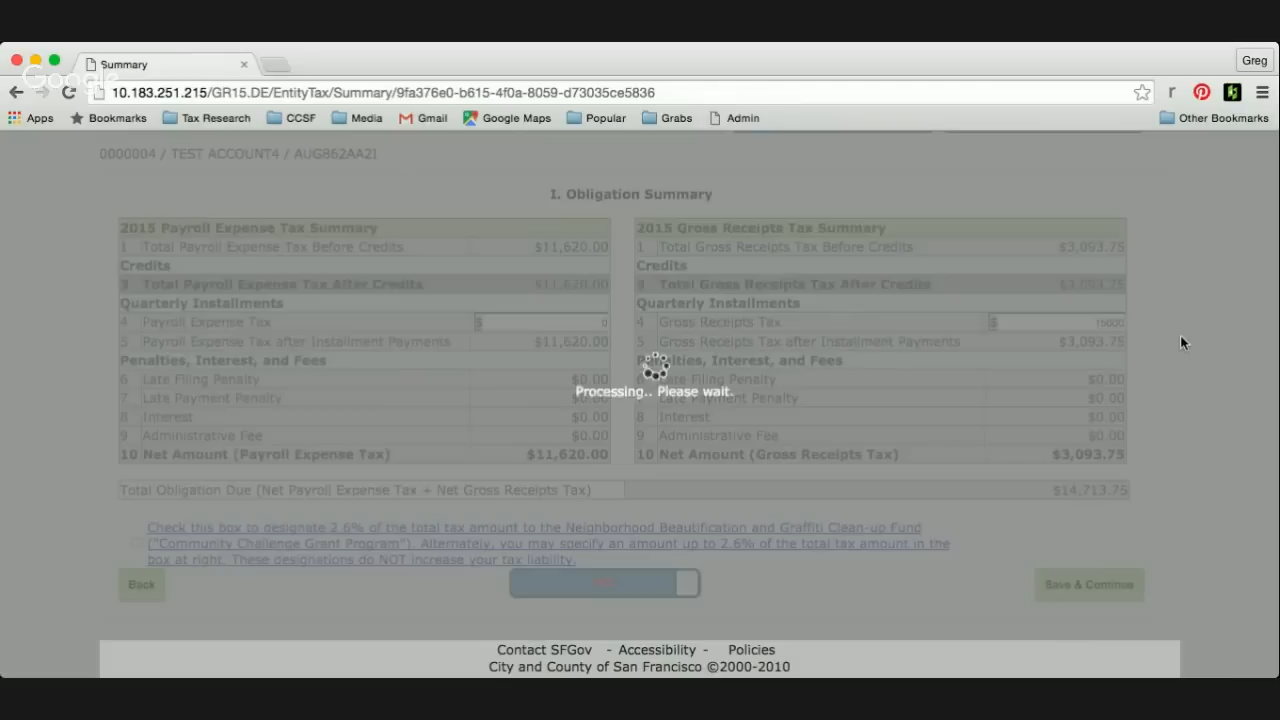 Summary
Greg
Google
10.183.251.215/GR15.DE/EntityTax/Summary/9fa376e0-b615-4f0a-8059-d73035ce5836
Apps Bookmarks Tax Research CCSF Media Gmail Google Maps Popular Grabs Admin Other Bookmarks
0000004 / TEST ACCOUNT4 / AUG862AA2I
I. Obligation Summary
2015 Payroll Expense Tax Summary
1 Total Payroll Expense Tax Before Credits $11,620.00
Credits
3 Total Payroll Expense Tax After Credits $11,620.00
Quarterly Installments
4 Payroll Expense Tax $ 0
5 Payroll Expense Tax after Installment Payments $11,620.00
Penalties, Interest, and Fees
6 Late Filing Penalty $0.00
7 Late Payment Penalty $0.00
8 Interest $0.00
9 Administrative Fee $0.00
10 Net Amount (Payroll Expense Tax) $11,620.00
2015 Gross Receipts Tax Summary
1 Total Gross Receipts Tax Before Credits $3,093.75
Credits
3 Total Gross Receipts Tax After Credits $3,093.75
Quarterly Installments
4 Gross Receipts Tax $ 15000
5 Gross Receipts Tax after Installment Payments $3,093.75
Penalties, Interest, and Fees
6 Late Filing Penalty $0.00
7 Late Payment Penalty $0.00
8 Interest $0.00
9 Administrative Fee $0.00
10 Net Amount (Gross Receipts Tax) $3,093.75
Processing.. Please wait.
Total Obligation Due (Net Payroll Expense Tax + Net Gross Receipts Tax) $14,713.75
Check this box to designate 2.6% of the total tax amount to the Neighborhood Beautification and Graffiti Clean-up Fund
("Community Challenge Grant Program"). Alternately, you may specify an amount up to 2.6% of the total tax amount in the
box at right. These designations do NOT increase your tax liability.
Back
Save & Continue
Contact SFGov - Accessibility - Policies
City and County of San Francisco ©2000-2010